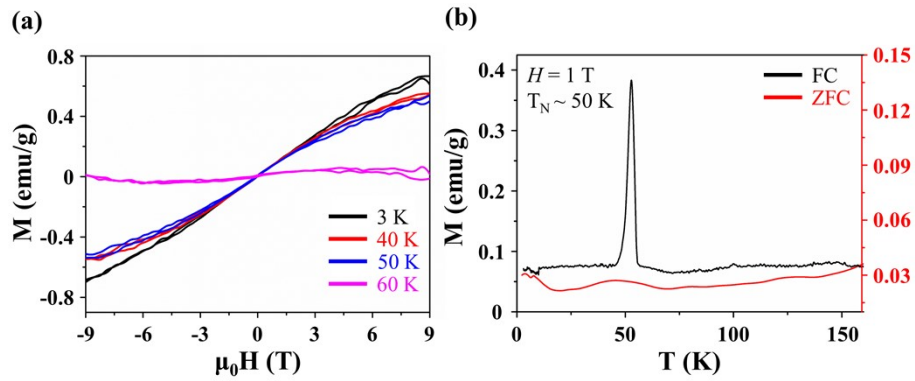 (a)
M (emu/g)
0.8
0.4
0
-0.4
-0.8
-9
-6
-3
0
3
6
9
μ₀H (T)
3 K
40 K
50 K
60 K
(b)
M (emu/g)
0.4
0.3
0.2
0.1
0
0
50
100
150
T (K)
H = 1 T
T_N ~ 50 K
FC
ZFC
0.15
0.12
0.09
0.06
0.03